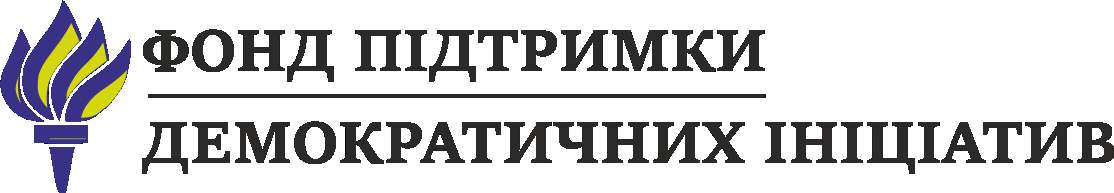 ФОНД ПІДТРИМКИ
ДЕМОКРАТИЧНИХ ІНІЦІАТИВ